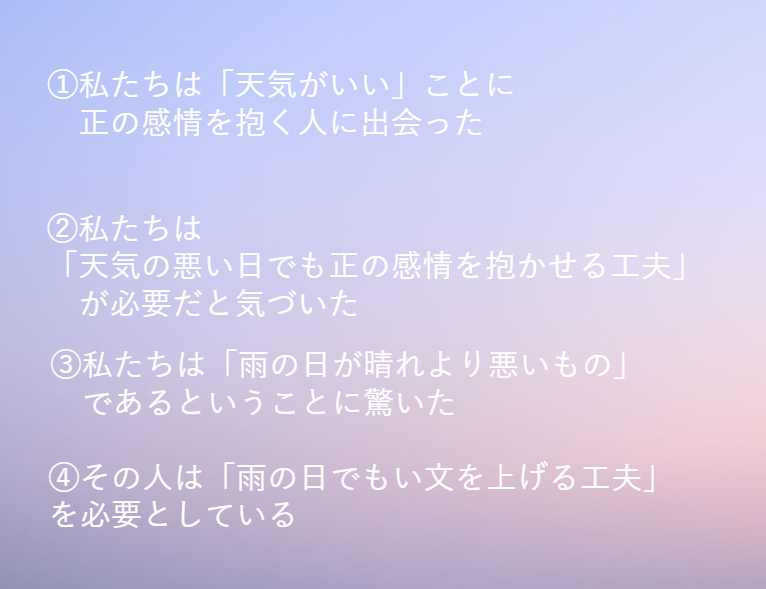 ①私たちは「天気がいい」ことに
正の感情を抱く人に出会った
②私たちは
「天気の悪い日でも正の感情を抱かせる工夫」
が必要だと気づいた
③私たちは「雨の日が晴れより悪いもの」
であるということに驚いた
④その人は「雨の日でもい文を上げる工夫」
を必要としている